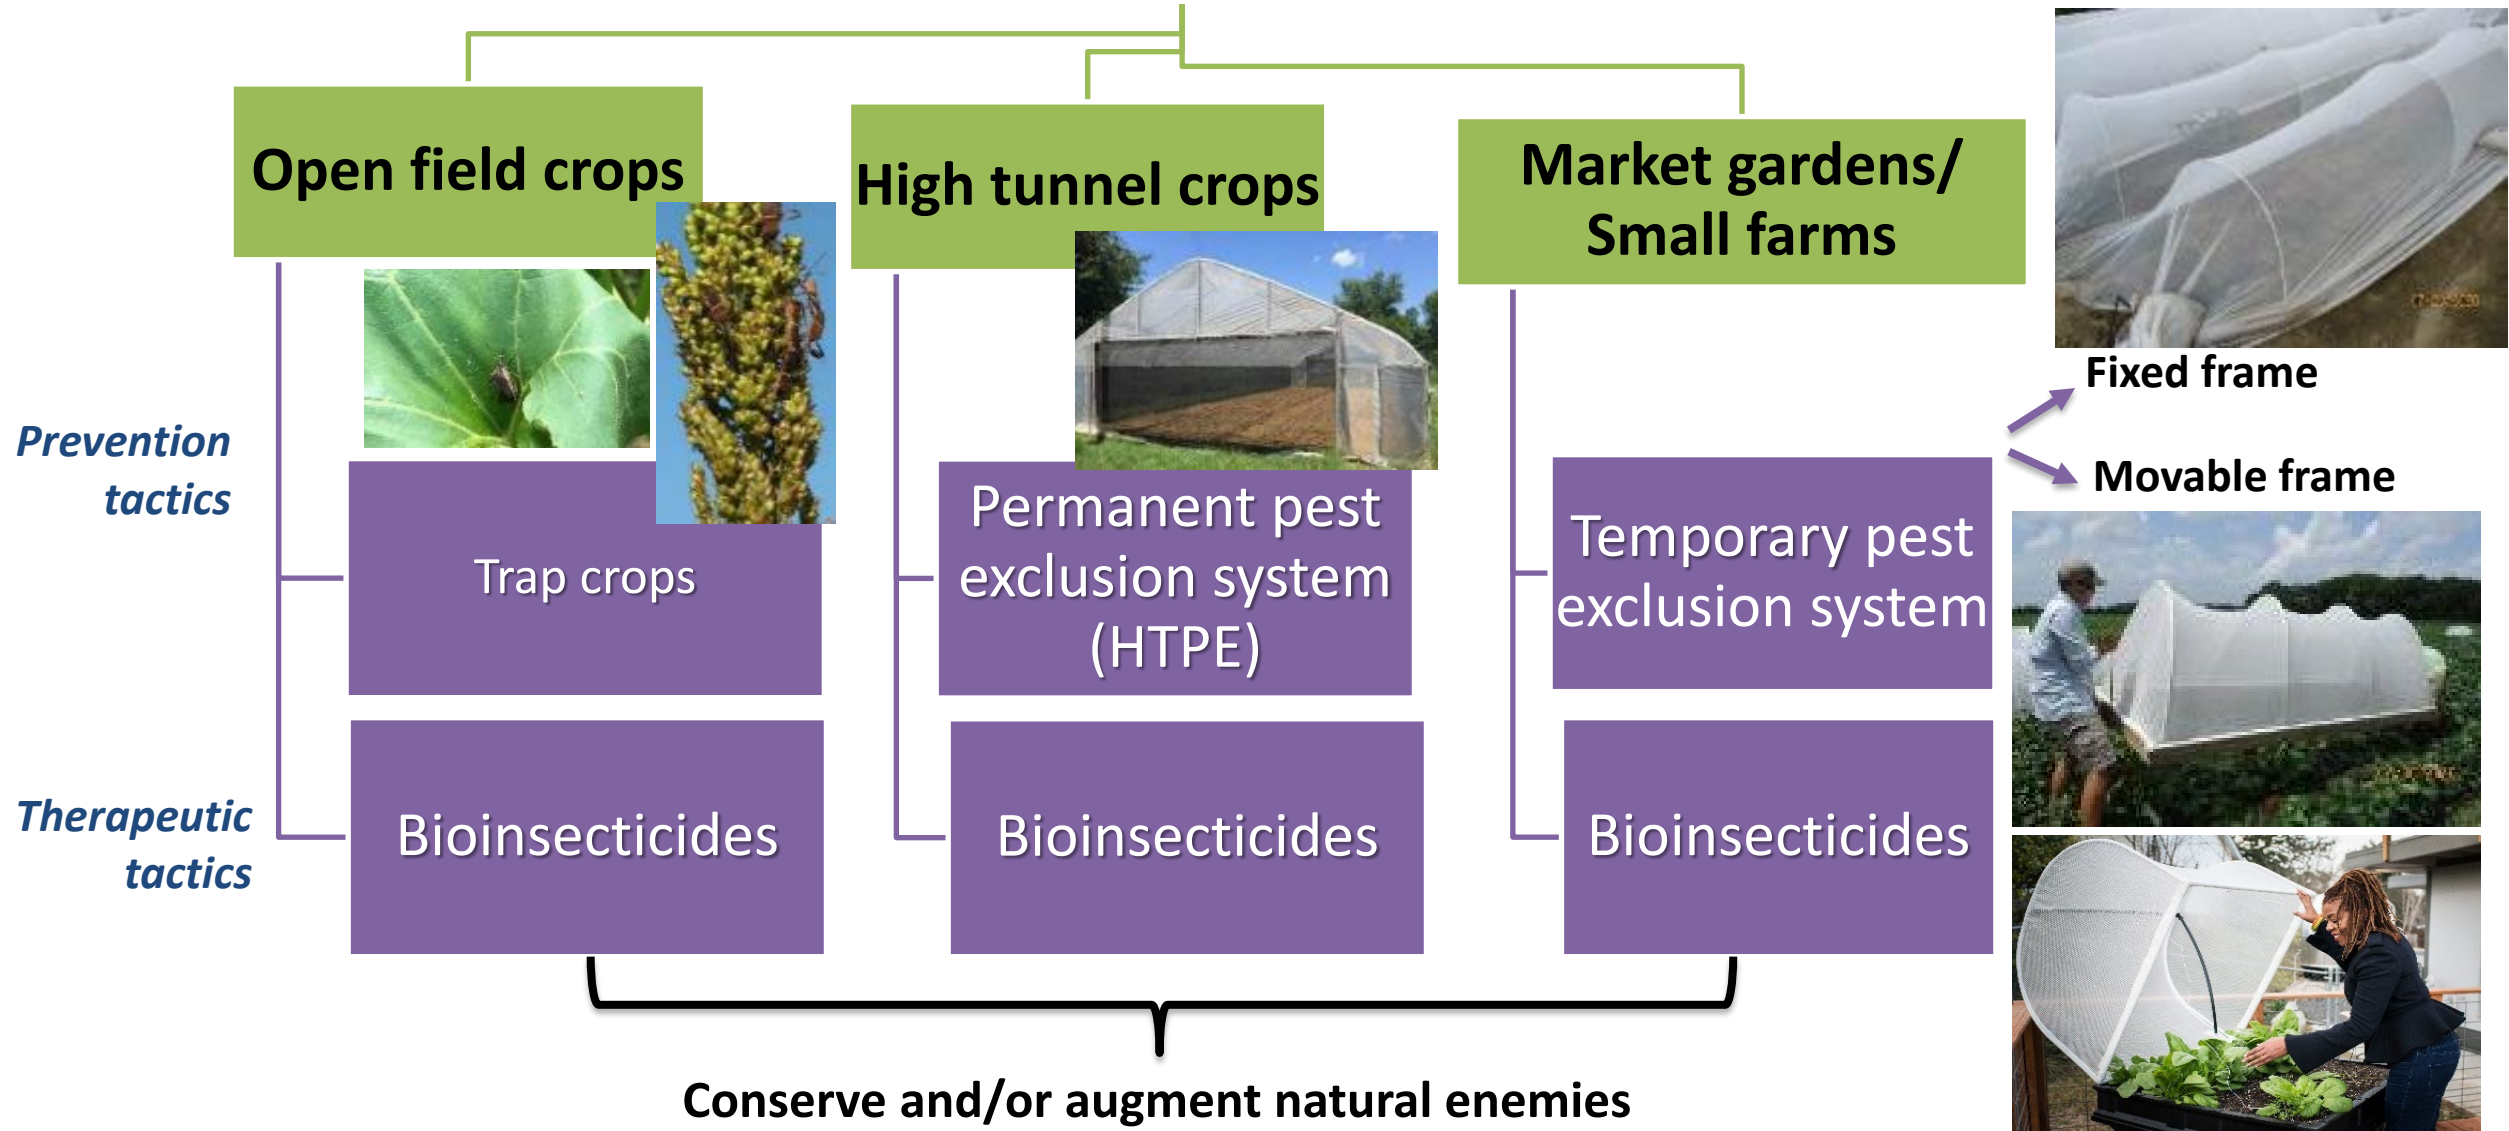 Open field crops
High tunnel crops
Market gardens/
Small farms
Fixed frame
Movable frame
Prevention
tactics
Trap crops
Permanent pest
exclusion system
(HTPE)
Temporary pest
exclusion system
Therapeutic
tactics
Bioinsecticides
Bioinsecticides
Bioinsecticides
Conserve and/or augment natural enemies